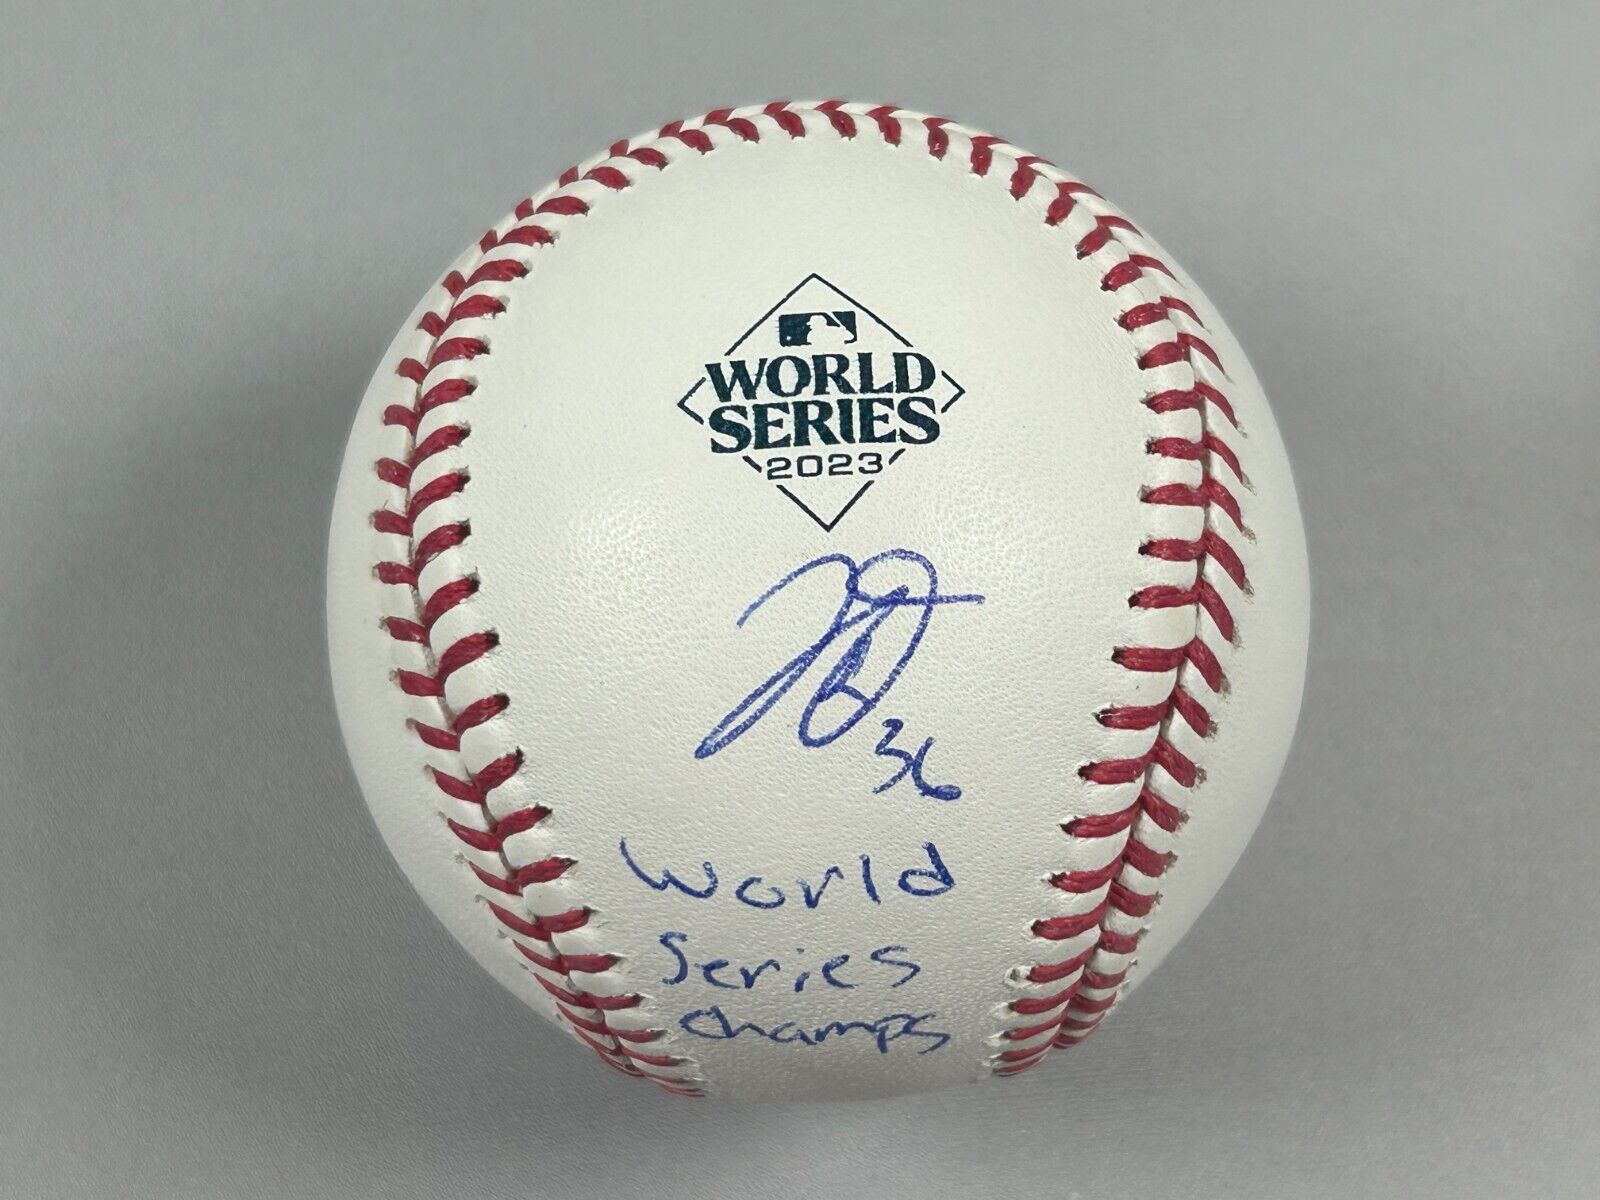 WORLD
SERIES
2023
36
World
Series
Champs